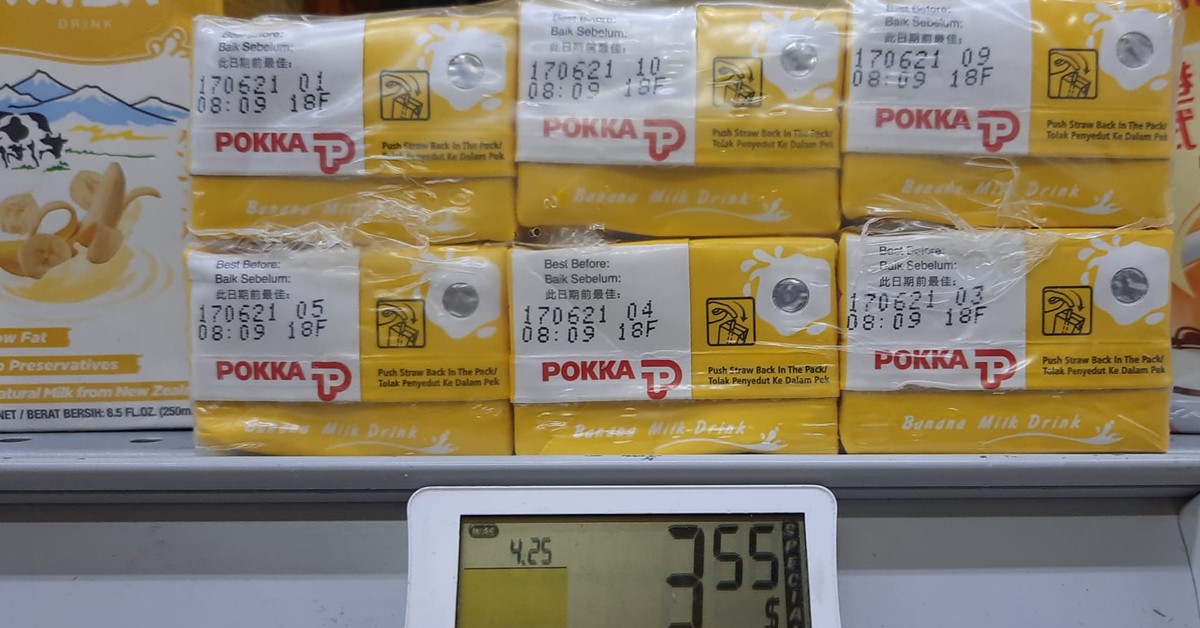 DRINK
Low Fat
Preservatives
Natural Milk from New
NET / BERAT BERSIH: 8.5 FL.OZ. (250m
Best Before:
Baik Sebelum:
此日期前最佳:
170621 01
08:09 18F
POKKA
Push Straw Back In The Pack/
Tolak Penyedut Ke Dalam Pek
Banana Milk
Best Before:
Baik Sebelum:
此日期前最佳:
170621 10
08:09 18F
POKKA
Push Straw Back In The Pack/
Tolak Penyedut Ke Dalam Pek
Banana Milk Drink
Best Before:
Baik Sebelum:
此日期前最佳:
170621 09
08:09 18F
POKKA
Push Straw Back In The Pack/
Tolak Penyedut Ke Dalam Pek
Banana Milk Drink
Best Before:
Baik Sebelum:
此日期前最佳:
170621 05
08:09 18F
POKKA
Push Straw Back In The Pack/
Tolak Penyedut Ke Dalam Pek
Banana Milk Drink
Best Before:
Baik Sebelum:
此日期前最佳:
170621 04
08:09 18F
POKKA
Push Straw Back In The Pack/
Tolak Penyedut Ke Dalam Pek
Banana Milk Drink
Best Before:
Baik Sebelum:
此日期前最佳:
170621 03
08:09 18F
POKKA
Push Straw Back In The Pack/
Tolak Penyedut Ke Dalam Pek
Banana Milk Drink
WAS
4.25
3.55
$
SPECIA